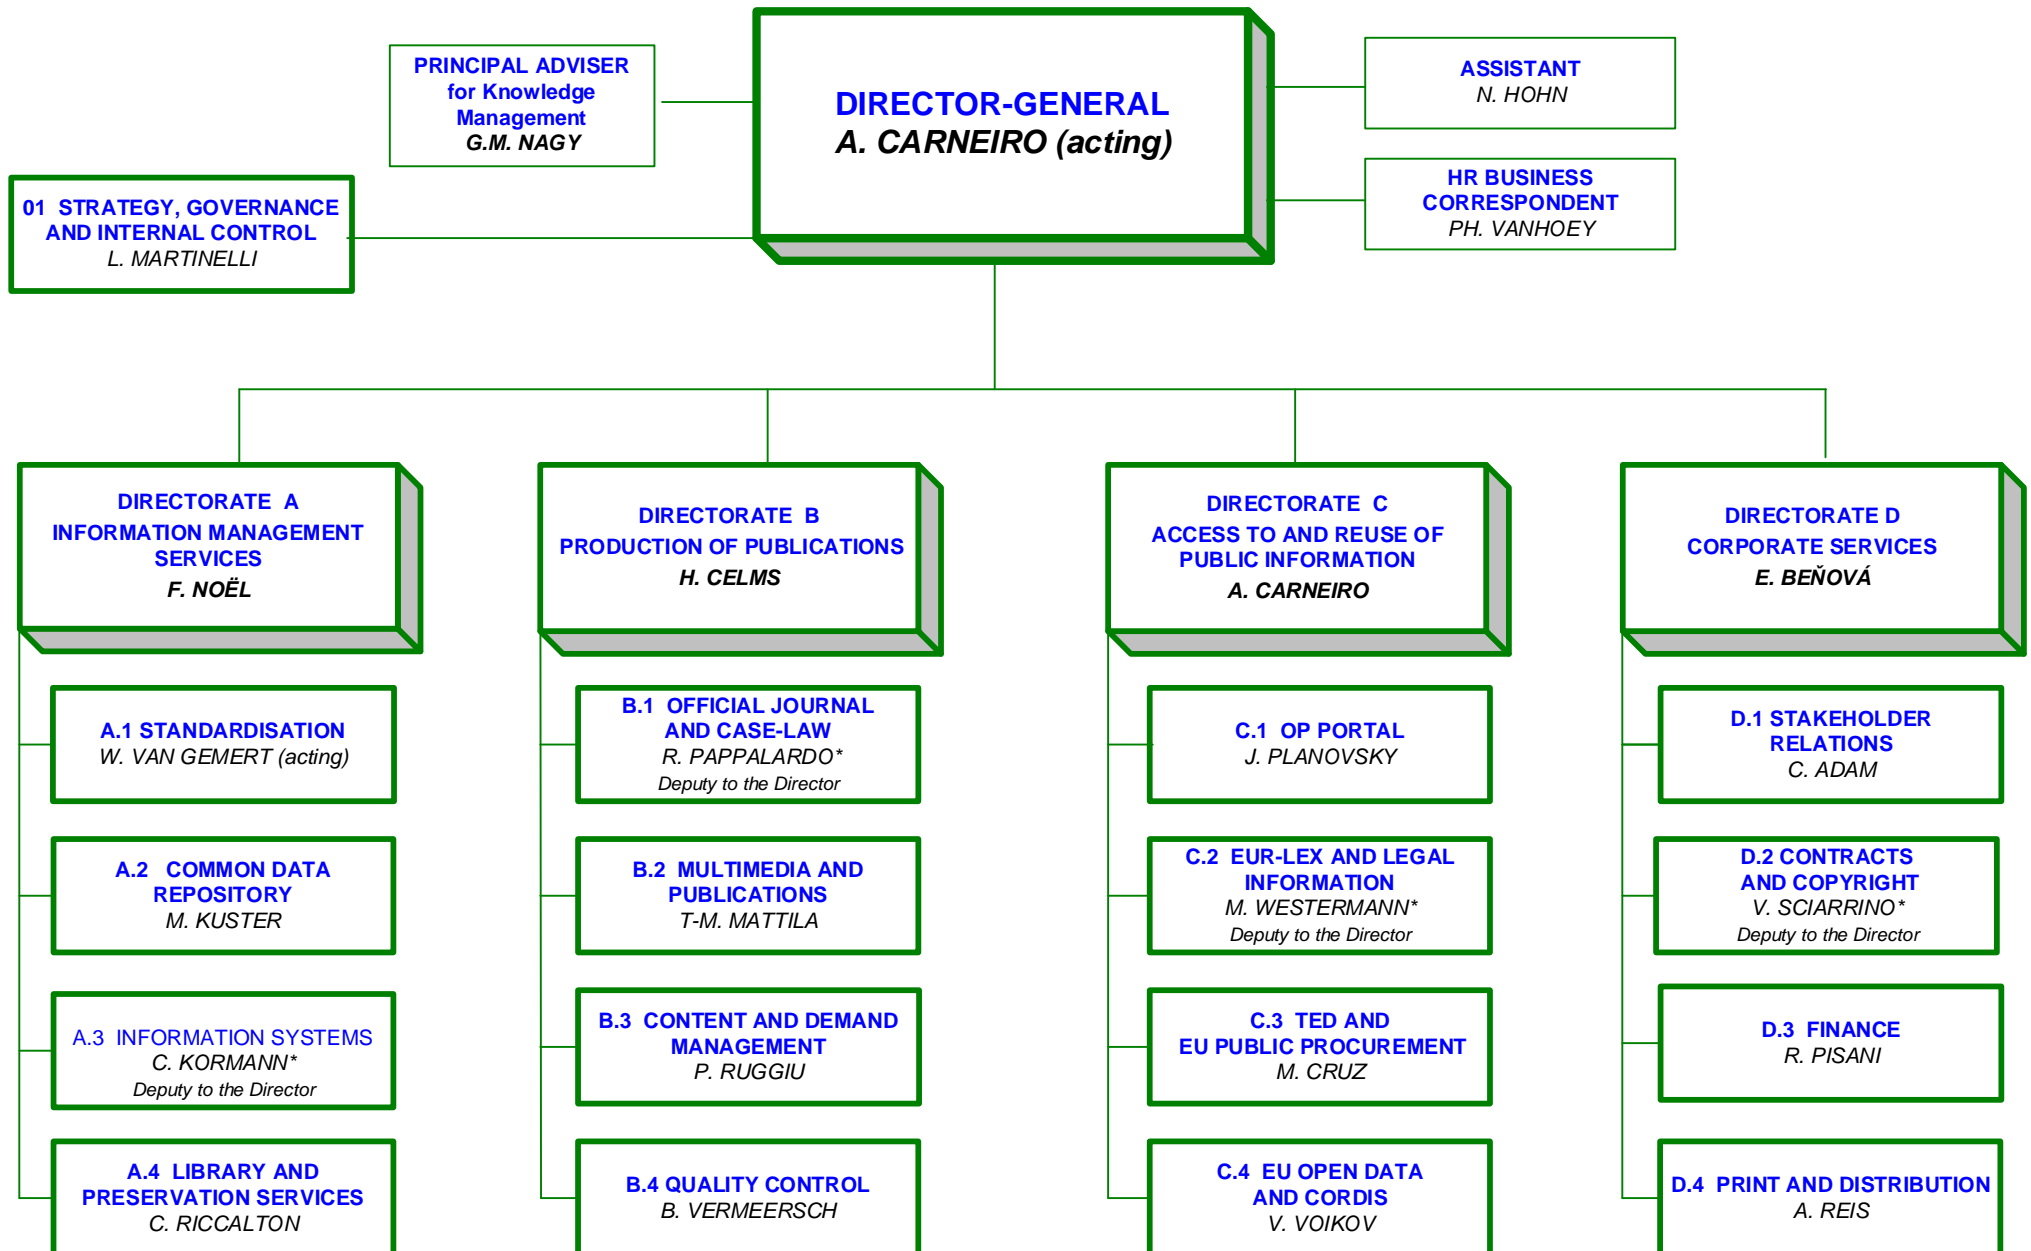 PRINCIPAL ADVISER
for Knowledge
Management
G.M. NAGY
DIRECTOR-GENERAL
A. CARNEIRO (acting)
ASSISTANT
N. HOHN
HR BUSINESS
CORRESPONDENT
PH. VANHOEY
01 STRATEGY, GOVERNANCE
AND INTERNAL CONTROL
L. MARTINELLI
DIRECTORATE A
INFORMATION MANAGEMENT
SERVICES
F. NOËL
A.1 STANDARDISATION
W. VAN GEMERT (acting)
A.2 COMMON DATA
REPOSITORY
M. KUSTER
A.3 INFORMATION SYSTEMS
C. KORMANN*
Deputy to the Director
A.4 LIBRARY AND
PRESERVATION SERVICES
C. RICCALTON
DIRECTORATE B
PRODUCTION OF PUBLICATIONS
H. CELMS
B.1 OFFICIAL JOURNAL
AND CASE-LAW
R. PAPPALARDO*
Deputy to the Director
B.2 MULTIMEDIA AND
PUBLICATIONS
T-M. MATTILA
B.3 CONTENT AND DEMAND
MANAGEMENT
P. RUGGIU
B.4 QUALITY CONTROL
B. VERMEERSCH
DIRECTORATE C
ACCESS TO AND REUSE OF
PUBLIC INFORMATION
A. CARNEIRO
C.1 OP PORTAL
J. PLANOVSKY
C.2 EUR-LEX AND LEGAL
INFORMATION
M. WESTERMANN*
Deputy to the Director
C.3 TED AND
EU PUBLIC PROCUREMENT
M. CRUZ
C.4 EU OPEN DATA
AND CORDIS
V. VOIKOV
DIRECTORATE D
CORPORATE SERVICES
E. BEŇOVÁ
D.1 STAKEHOLDER
RELATIONS
C. ADAM
D.2 CONTRACTS
AND COPYRIGHT
V. SCIARRINO*
Deputy to the Director
D.3 FINANCE
R. PISANI
D.4 PRINT AND DISTRIBUTION
A. REIS